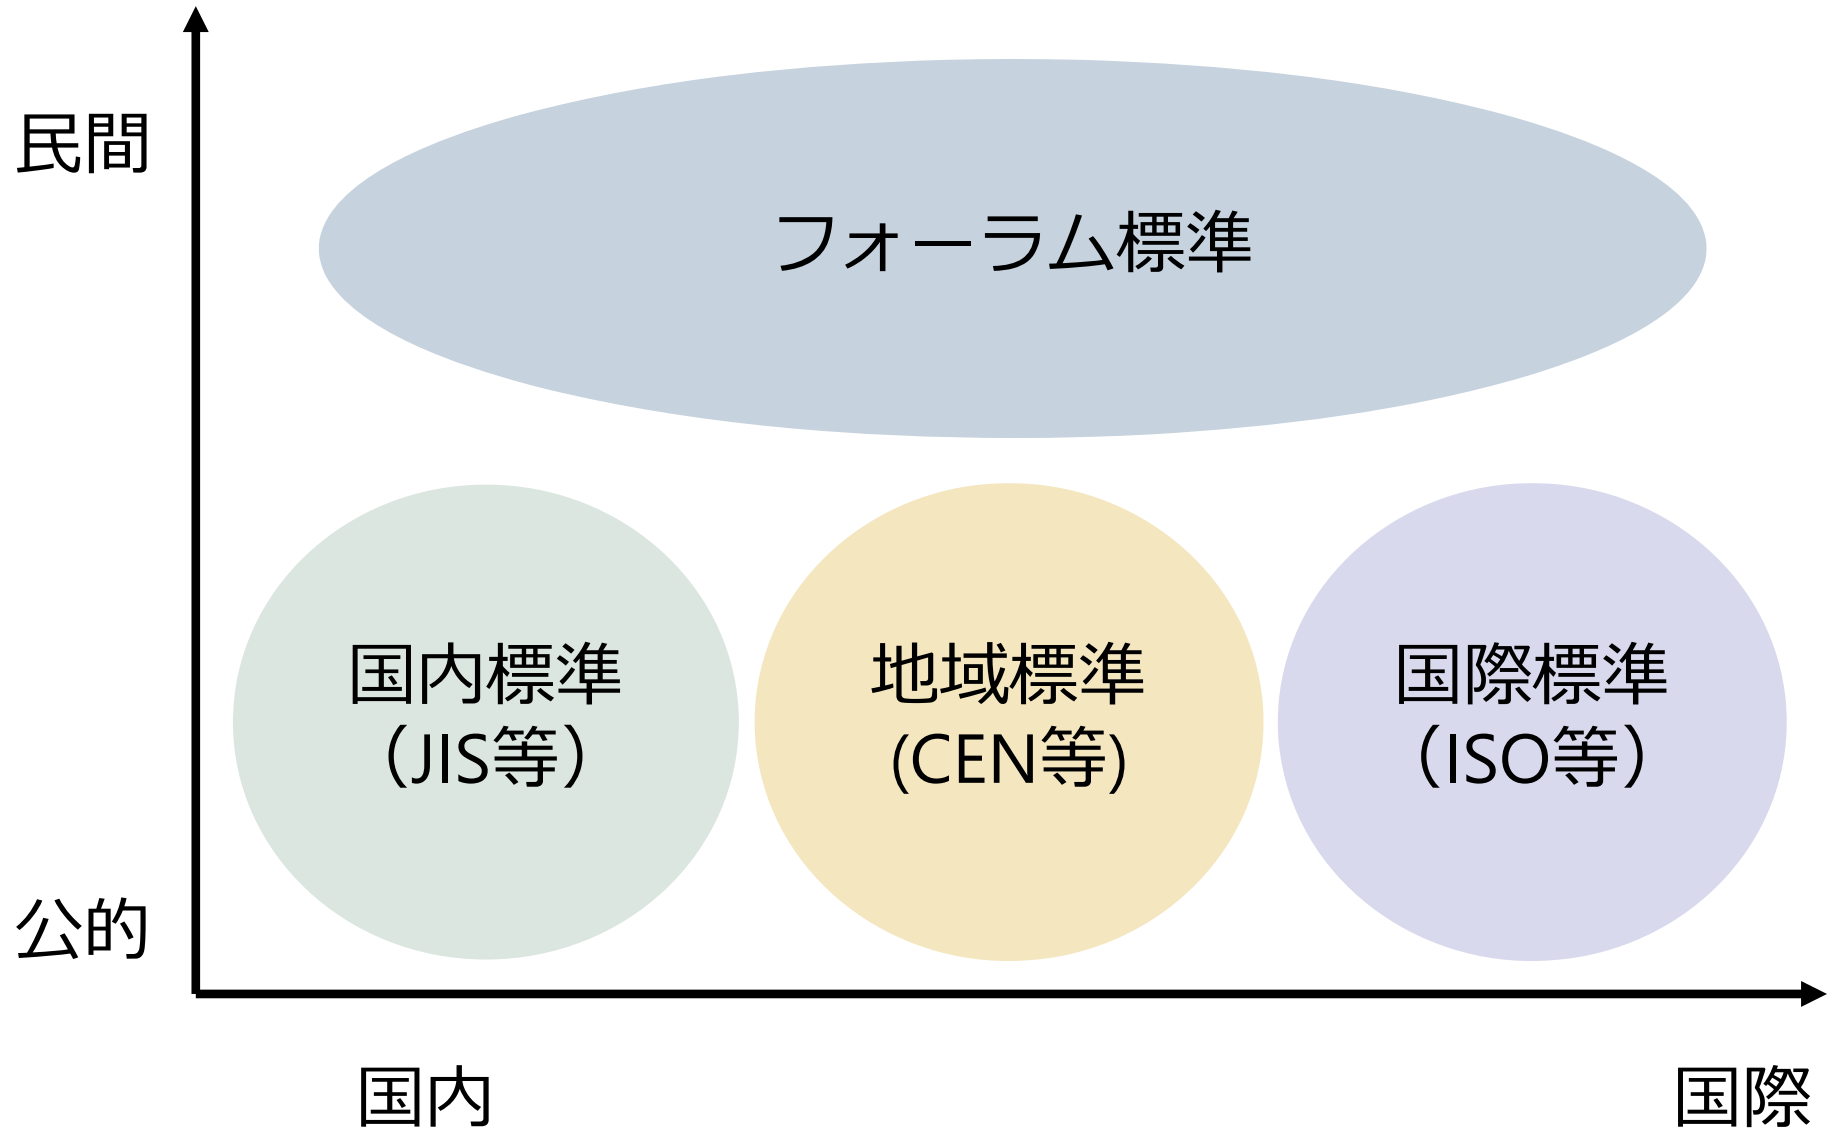 民間
フォーラム標準
国内標準
（JIS等）
地域標準
(CEN等)
国際標準
（ISO等）
公的
国内
国際